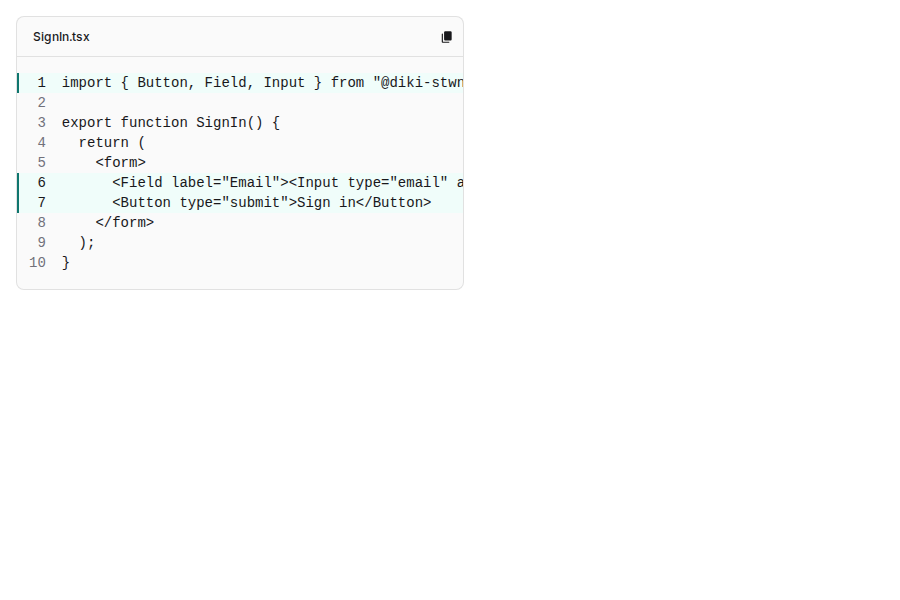 SignIn.tsx
1 import { Button, Field, Input } from "@diki-stwn
2
3 export function SignIn() {
4   return (
5     <form>
6       <Field label="Email"><Input type="email" a
7       <Button type="submit">Sign in</Button>
8     </form>
9   );
10 }